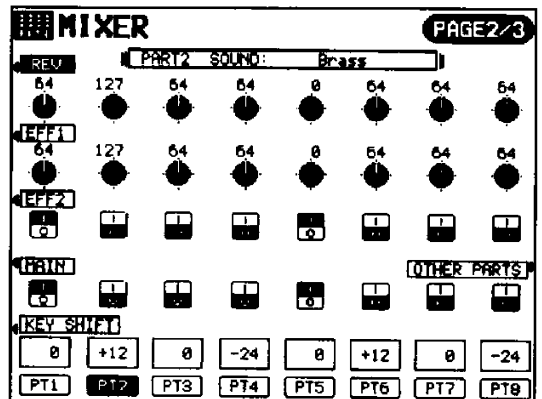 MIXER PAGE2/3
REV PART2 SOUND: Brass
64 127 64 64 0 64 64 64
EFF1
64 127 64 64 0 64 64 64
EFF2
MAIN OTHER PARTS
KEY SHIFT
0 +12 0 -24 0 +12 0 -24
PT1 PT2 PT3 PT4 PT5 PT6 PT7 PT8